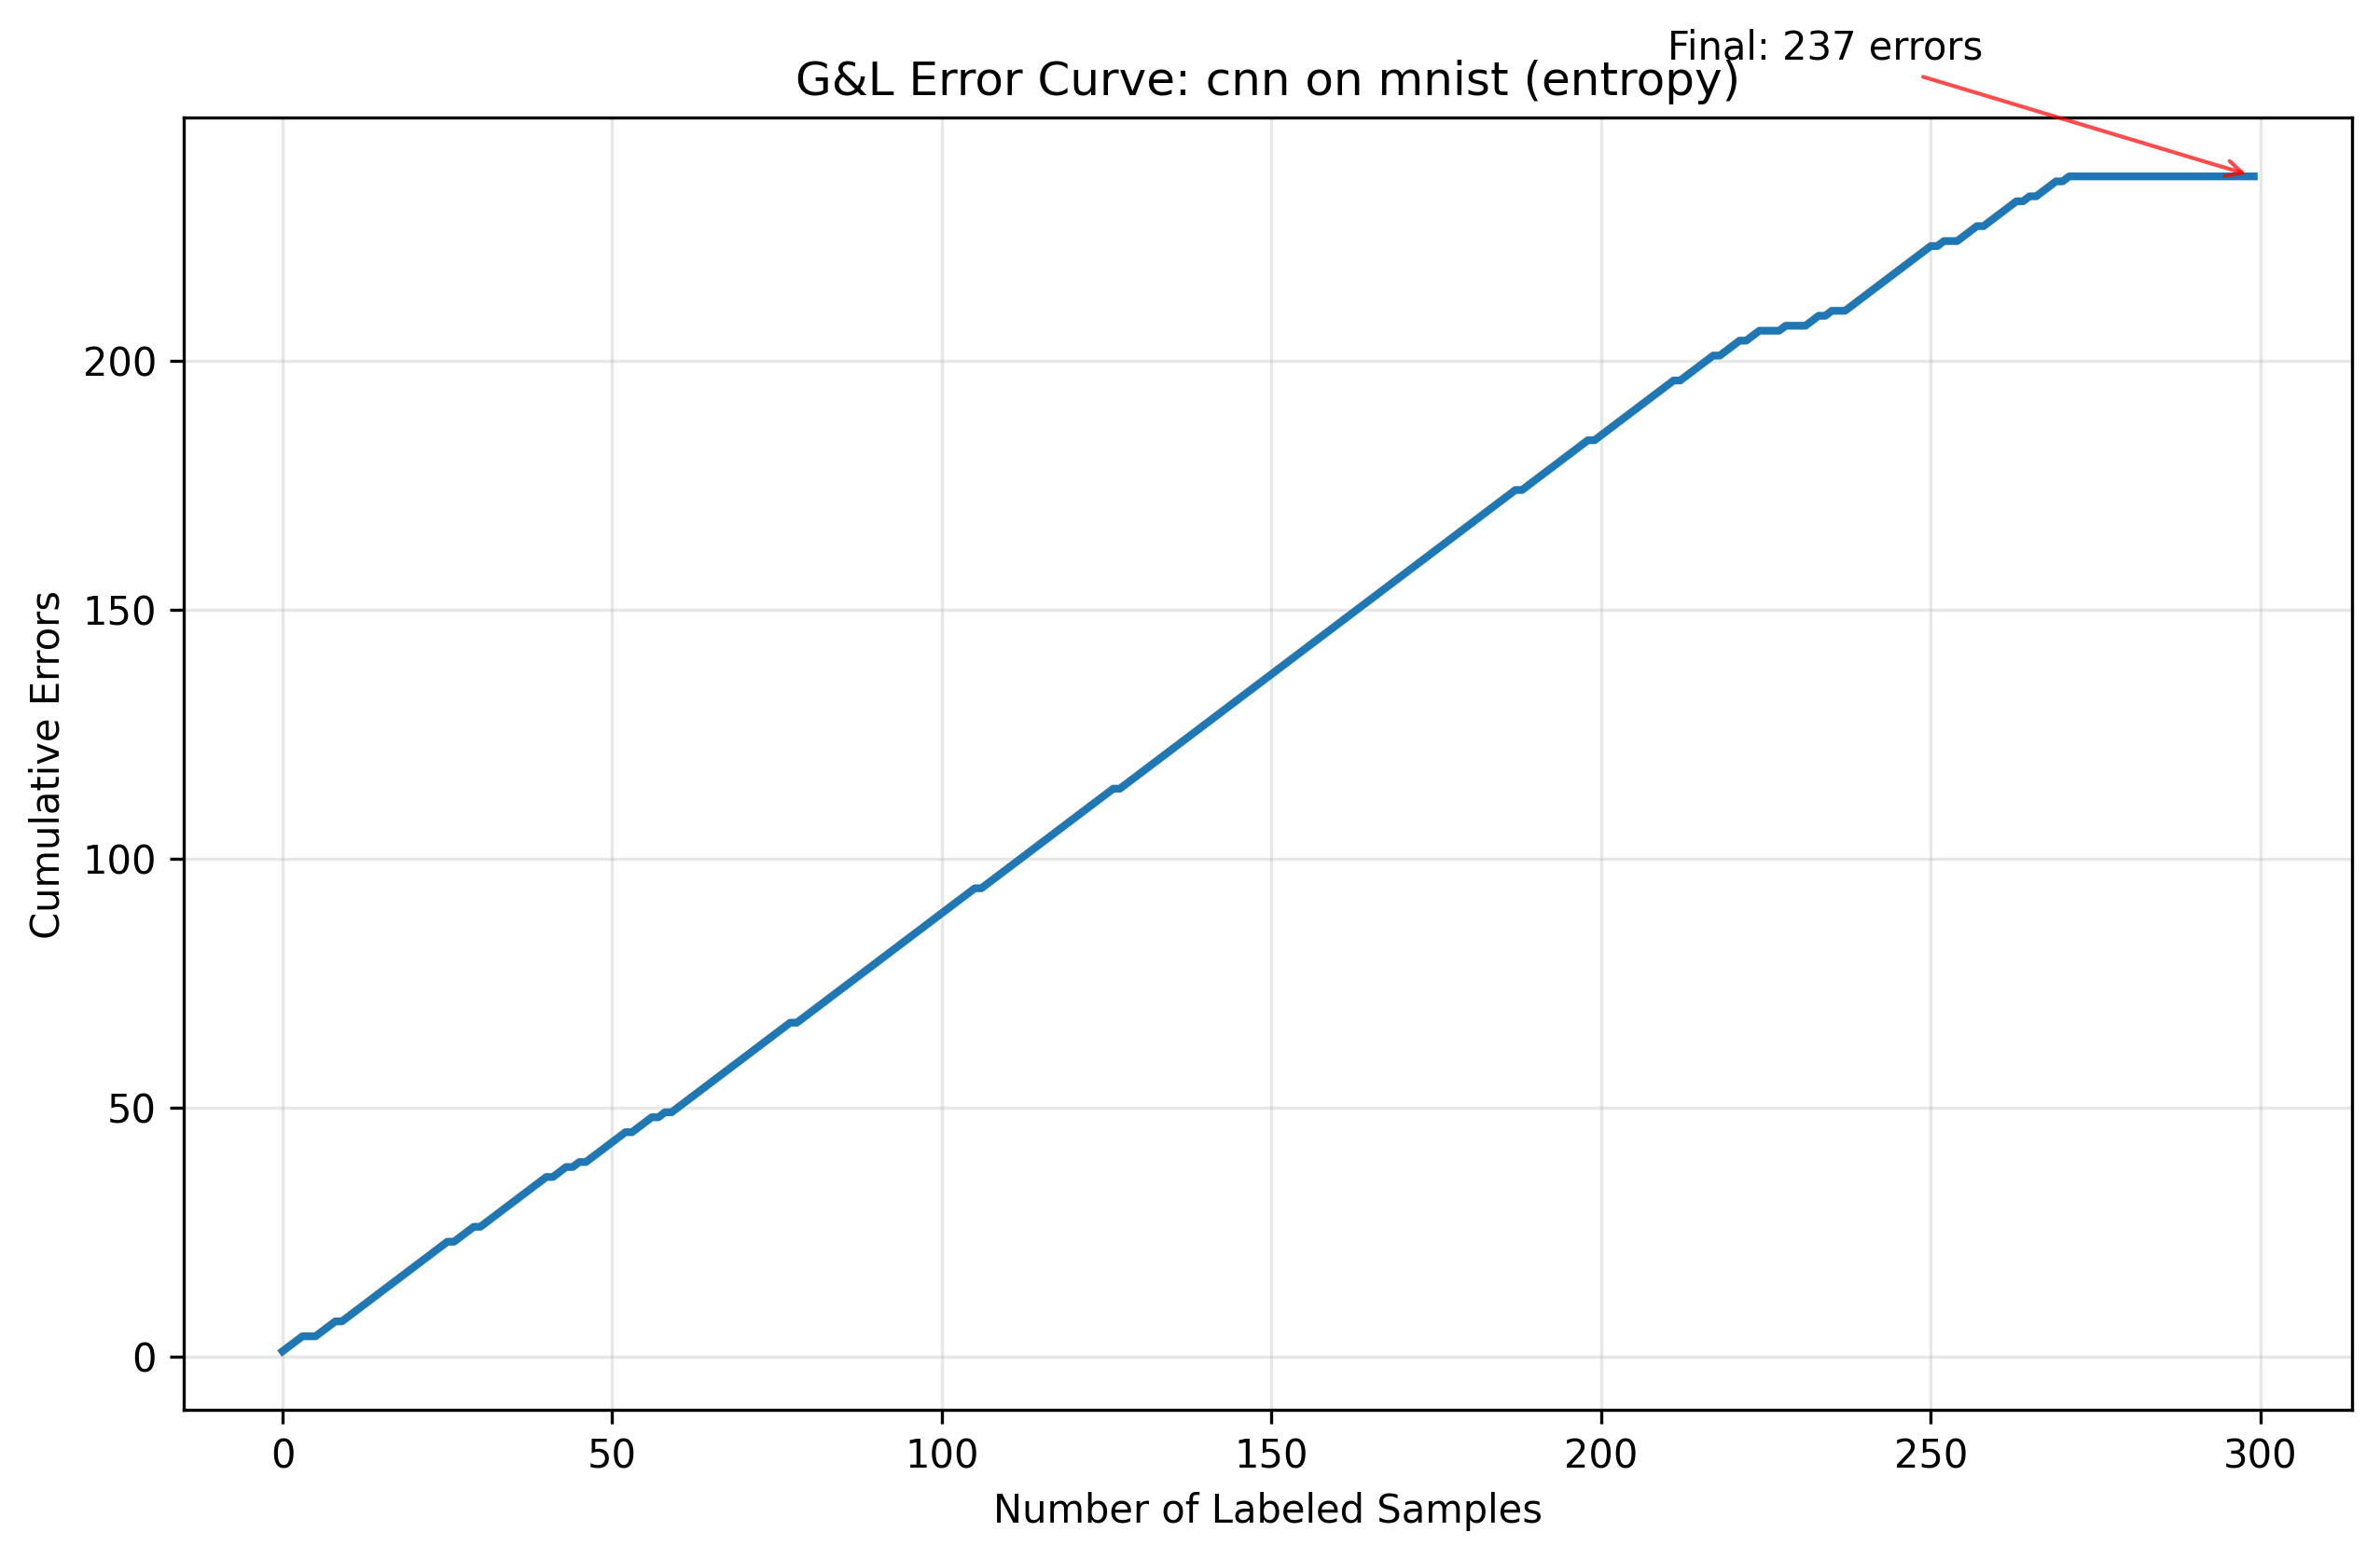 Final: 237 errors
G&L Error Curve: cnn on mnist (entropy)
Cumulative Errors
200
150
100
50
0
0 50 100 150 200 250 300
Number of Labeled Samples